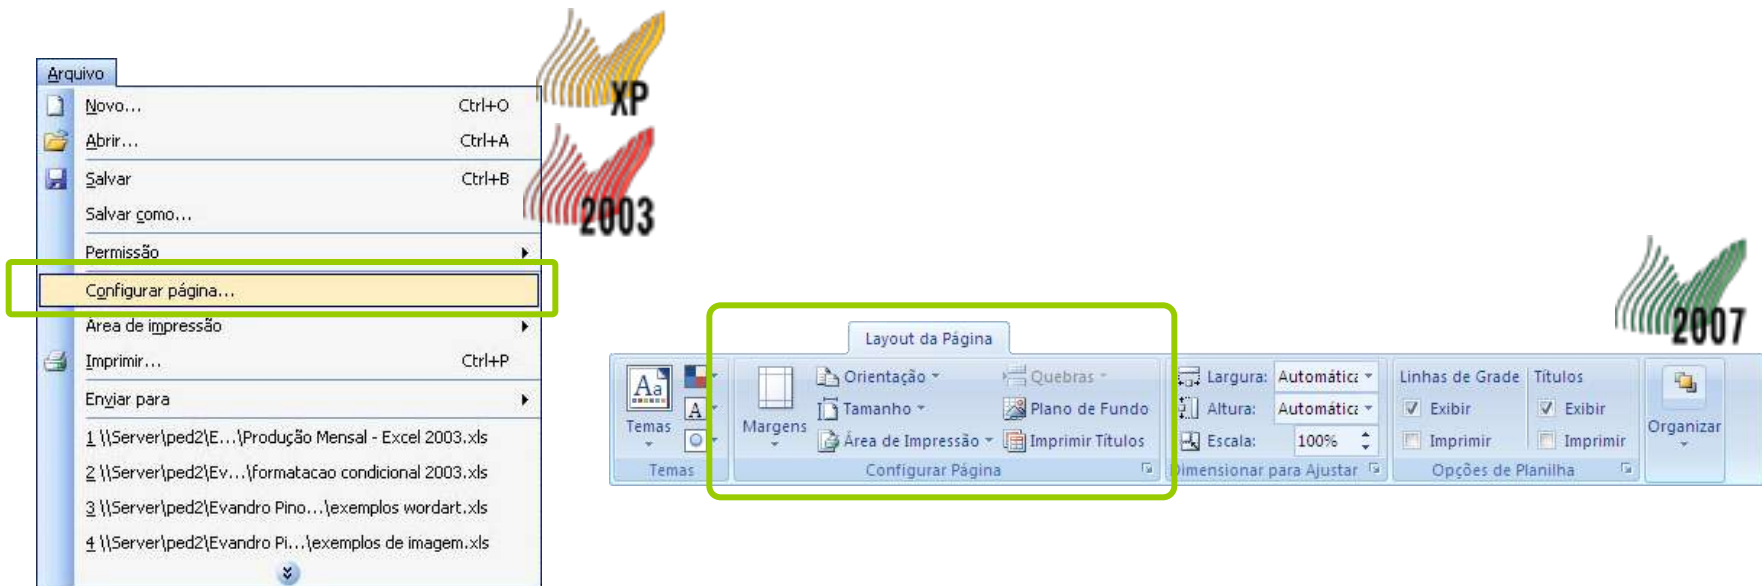 Arquivo
Novo... Ctrl+O
Abrir... Ctrl+A
Salvar Ctrl+B
Salvar como...
Permissão
Configurar página...
Área de impressão
Imprimir... Ctrl+P
Enviar para
1 \\Server\ped2\E...\Produção Mensal - Excel 2003.xls
2 \\Server\ped2\Ev...\formatacao condicional 2003.xls
3 \\Server\ped2\Evandro Pino...\exemplos wordart.xls
4 \\Server\ped2\Evandro Pi...\exemplos de imagem.xls
XP
2003
2007
Layout da Página
Aa
Temas
A
Temas
Margens
Orientação
Tamanho
Área de Impressão
Quebras
Plano de Fundo
Imprimir Títulos
Configurar Página
Largura: Automática
Altura: Automática
Escala: 100%
Dimensionar para Ajustar
Linhas de Grade
Exibir
Imprimir
Títulos
Exibir
Imprimir
Opções de Planilha
Organizar